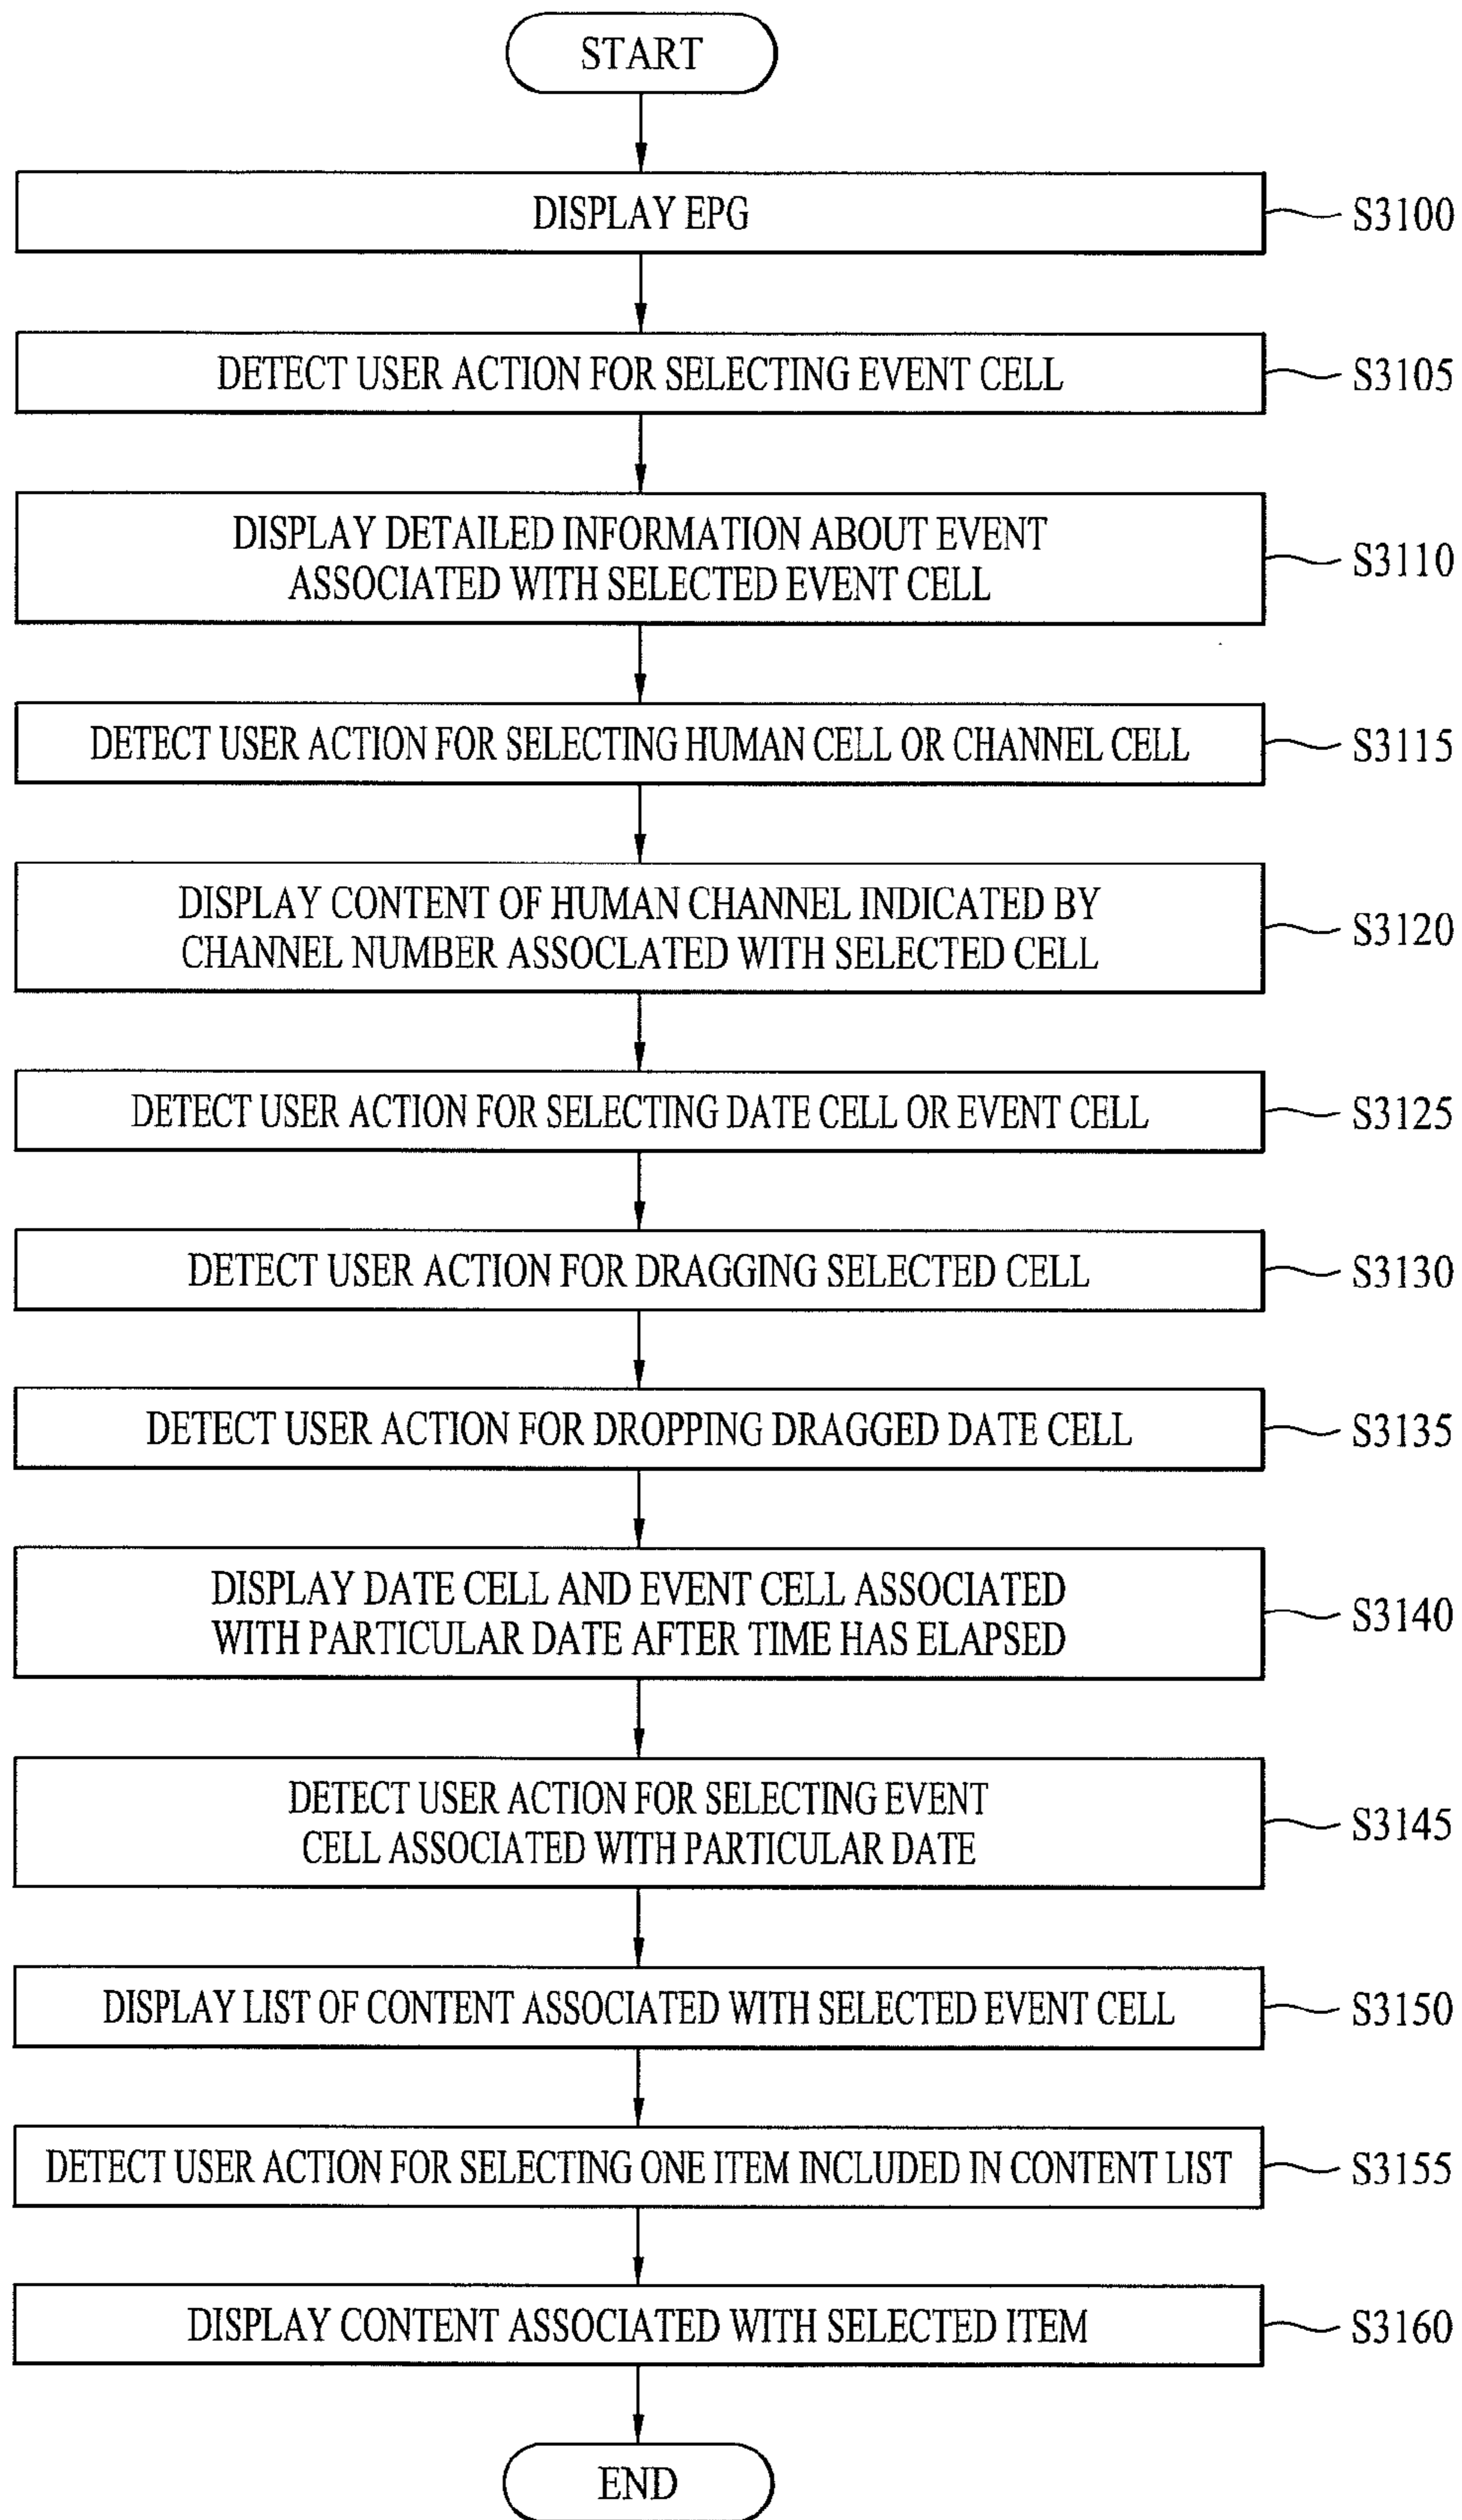 START
DISPLAY EPG
S3100
DETECT USER ACTION FOR SELECTING EVENT CELL
S3105
DISPLAY DETAILED INFORMATION ABOUT EVENT
ASSOCIATED WITH SELECTED EVENT CELL
S3110
DETECT USER ACTION FOR SELECTING HUMAN CELL OR CHANNEL CELL
S3115
DISPLAY CONTENT OF HUMAN CHANNEL INDICATED BY
CHANNEL NUMBER ASSOCLATED WITH SELECTED CELL
S3120
DETECT USER ACTION FOR SELECTING DATE CELL OR EVENT CELL
S3125
DETECT USER ACTION FOR DRAGGING SELECTED CELL
S3130
DETECT USER ACTION FOR DROPPING DRAGGED DATE CELL
S3135
DISPLAY DATE CELL AND EVENT CELL ASSOCIATED
WITH PARTICULAR DATE AFTER TIME HAS ELAPSED
S3140
DETECT USER ACTION FOR SELECTING EVENT
CELL ASSOCIATED WITH PARTICULAR DATE
S3145
DISPLAY LIST OF CONTENT ASSOCIATED WITH SELECTED EVENT CELL
S3150
DETECT USER ACTION FOR SELECTING ONE ITEM INCLUDED IN CONTENT LIST
S3155
DISPLAY CONTENT ASSOCIATED WITH SELECTED ITEM
S3160
END